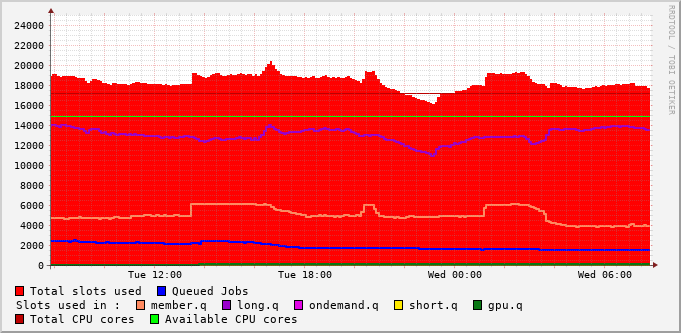 24000
22000
20000
18000
16000
14000
12000
10000
8000
6000
4000
2000
0
Tue 12:00 Tue 18:00 Wed 00:00 Wed 06:00
Total slots used Queued Jobs
Slots used in : member.q long.q ondemand.q short.q gpu.q
Total CPU cores Available CPU cores
RRDTOOL / TOBI OETIKER